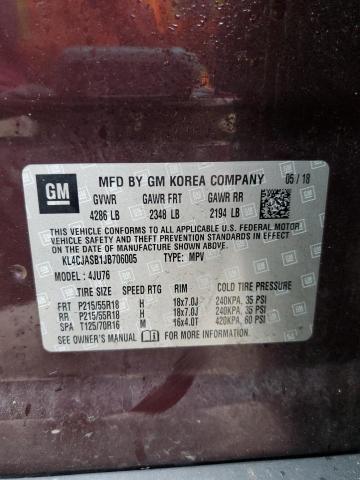 GM
MFD BY GM KOREA COMPANY 05/18
GVWR GAWR FRT GAWR RR
4286 LB 2348 LB 2194 LB
THIS VEHICLE CONFORMS TO ALL APPLICABLE U.S. FEDERAL MOTOR
VEHICLE SAFETY, BUMPER, AND THEFT PREVENTION STANDARDS
IN EFFECT ON THE DATE OF MANUFACTURE SHOWN ABOVE.
KL4CJASB1JB706005 TYPE: MPV
MODEL: 4JU76
TIRE SIZE SPEED RTG RIM COLD TIRE PRESSURE
FRT P215/55R18 H 18x7.0J 240KPA, 35 PSI
RR P215/55R18 H 18x7.0J 240KPA, 35 PSI
SPA T125/70R16 M 16x4.0T 420KPA, 60 PSI
SEE OWNER'S MANUAL FOR MORE INFORMATION.